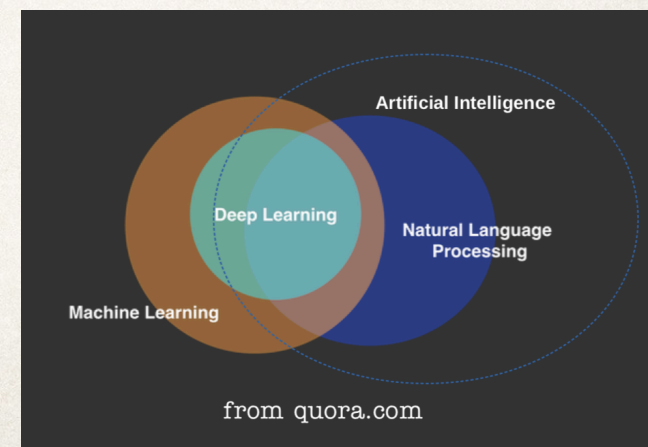 Artificial Intelligence
Deep Learning
Natural Language
Processing
Machine Learning
from quora.com